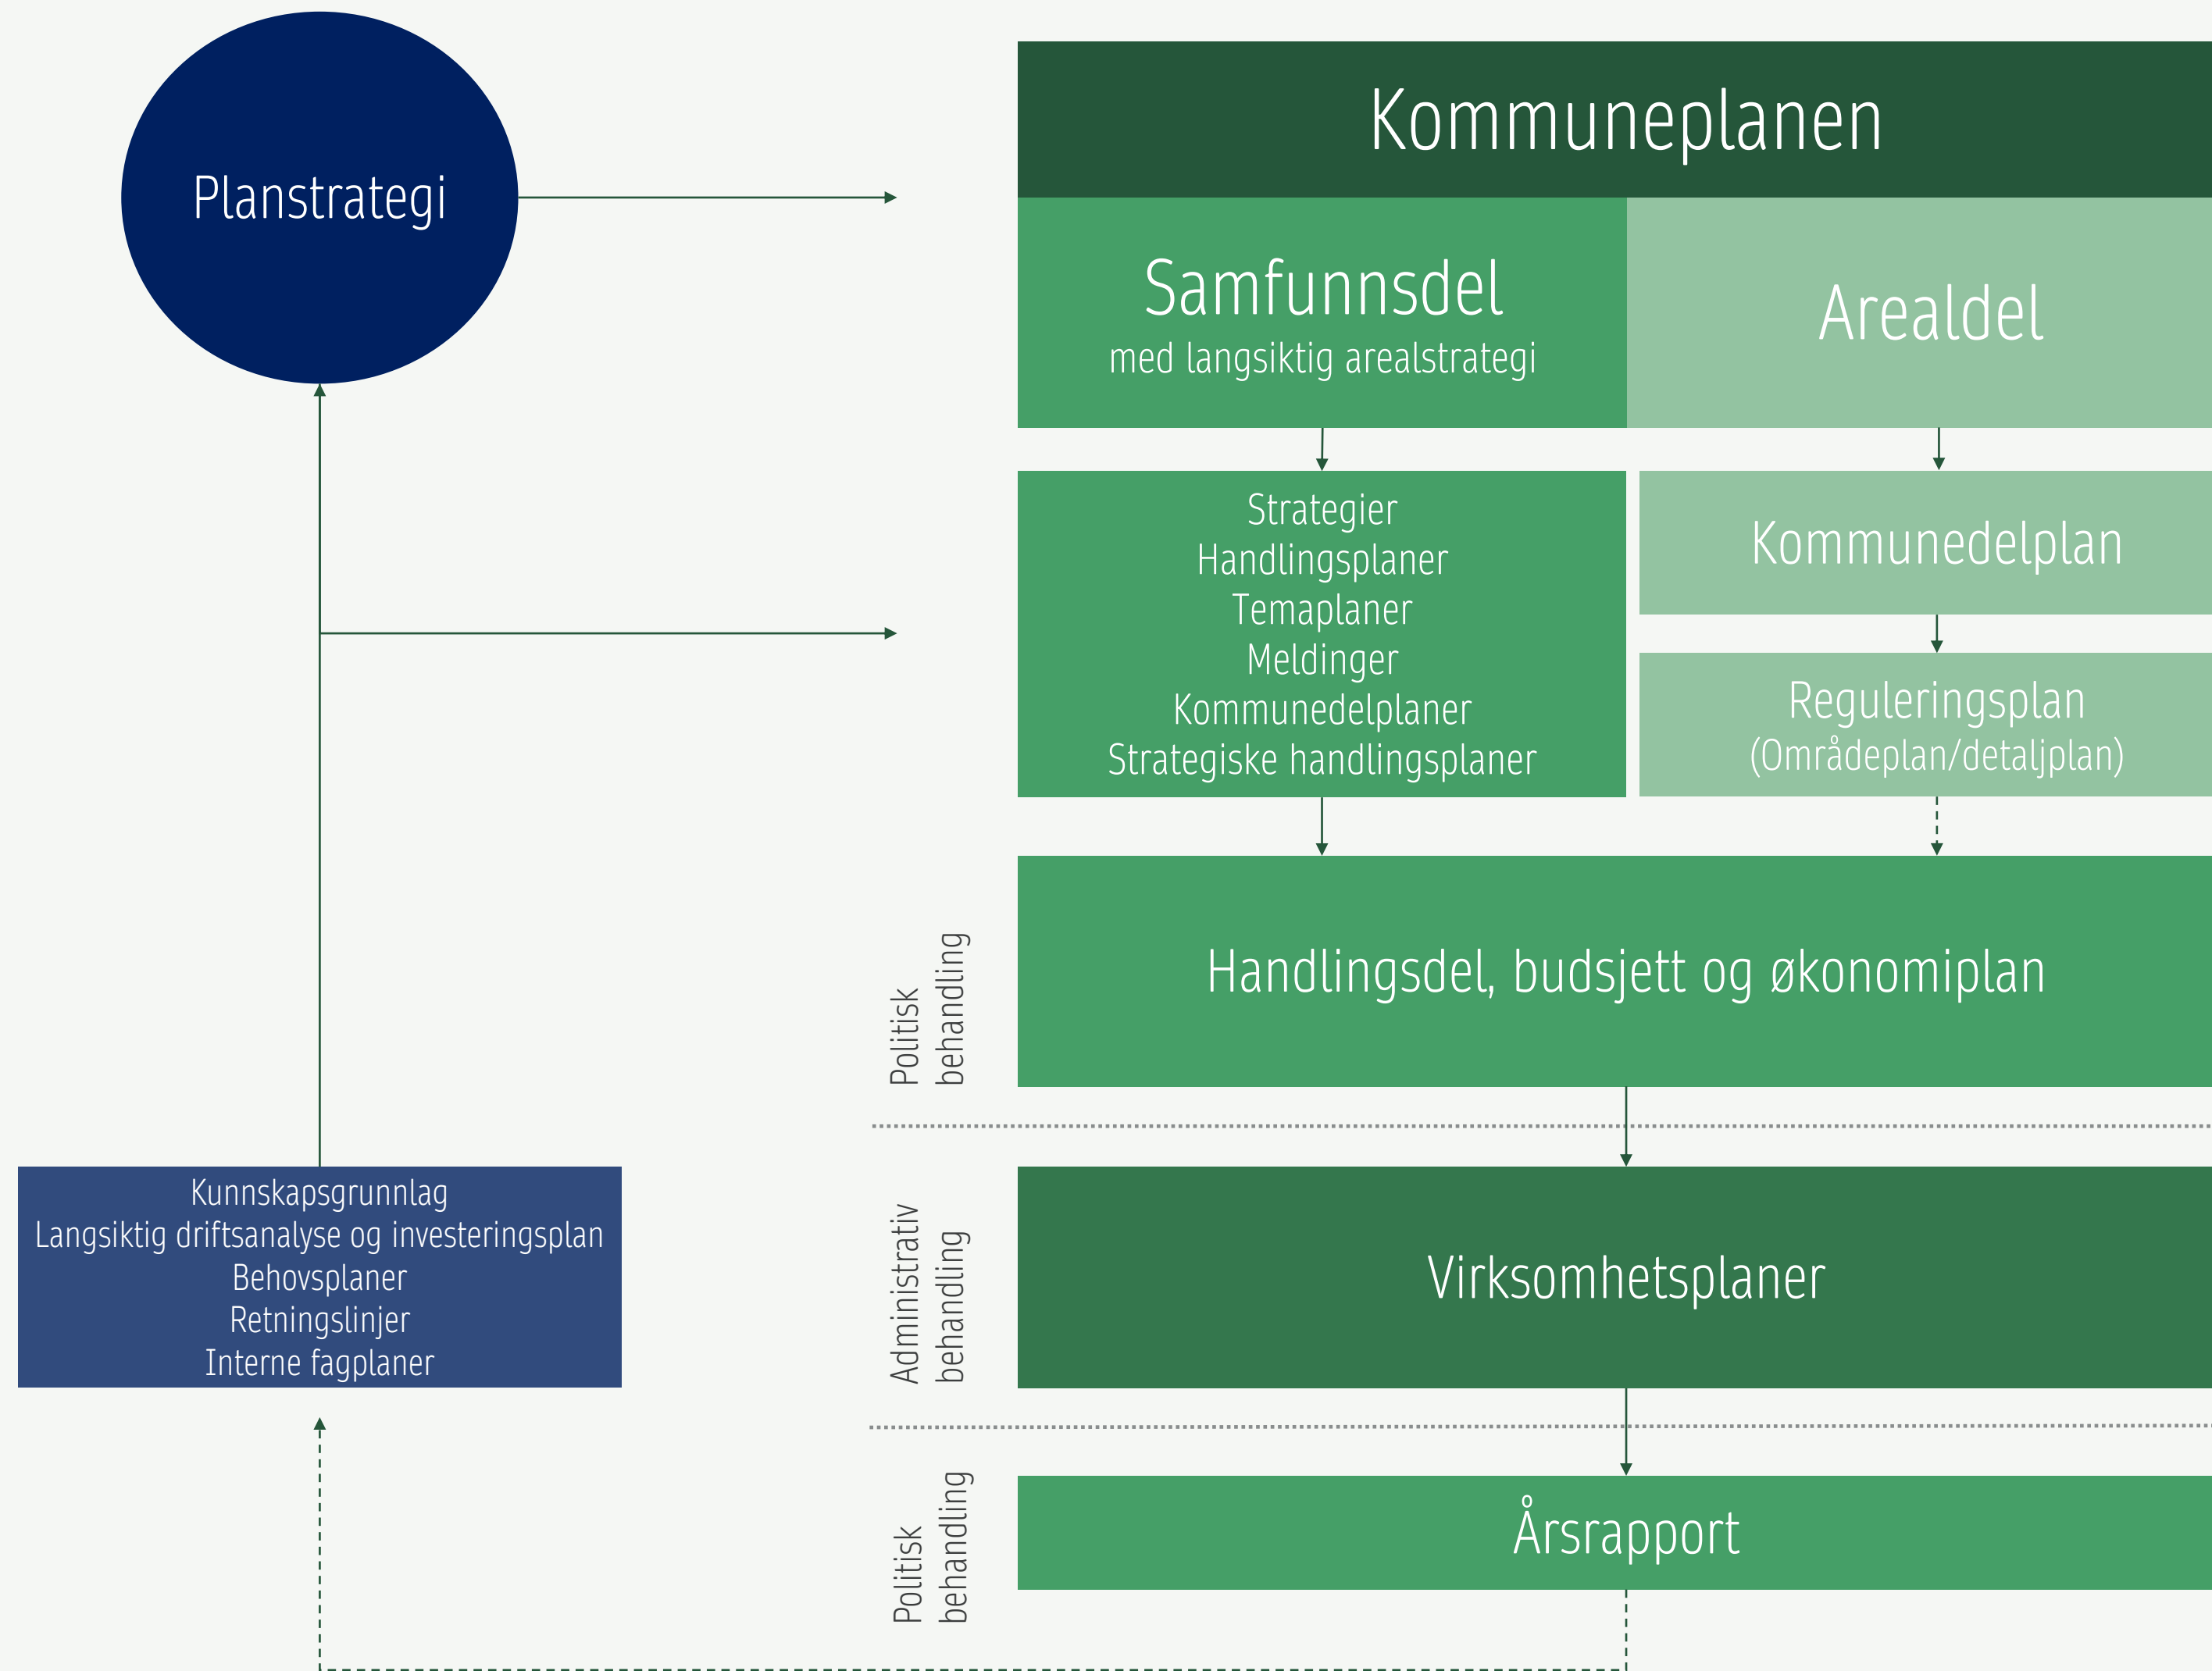 Planstrategi
Kommuneplanen
Samfunnsdel
med langsiktig arealstrategi
Arealdel
Strategier
Handlingsplaner
Temaplaner
Meldinger
Kommunedelplaner
Strategiske handlingsplaner
Kommunedelplan
Reguleringsplan
(Områdeplan/detaljplan)
Politisk
behandling
Handlingsdel, budsjett og økonomiplan
Kunnskapsgrunnlag
Langsiktig driftsanalyse og investeringsplan
Behovsplaner
Retningslinjer
Interne fagplaner
Administrativ
behandling
Virksomhetsplaner
Politisk
behandling
Årsrapport